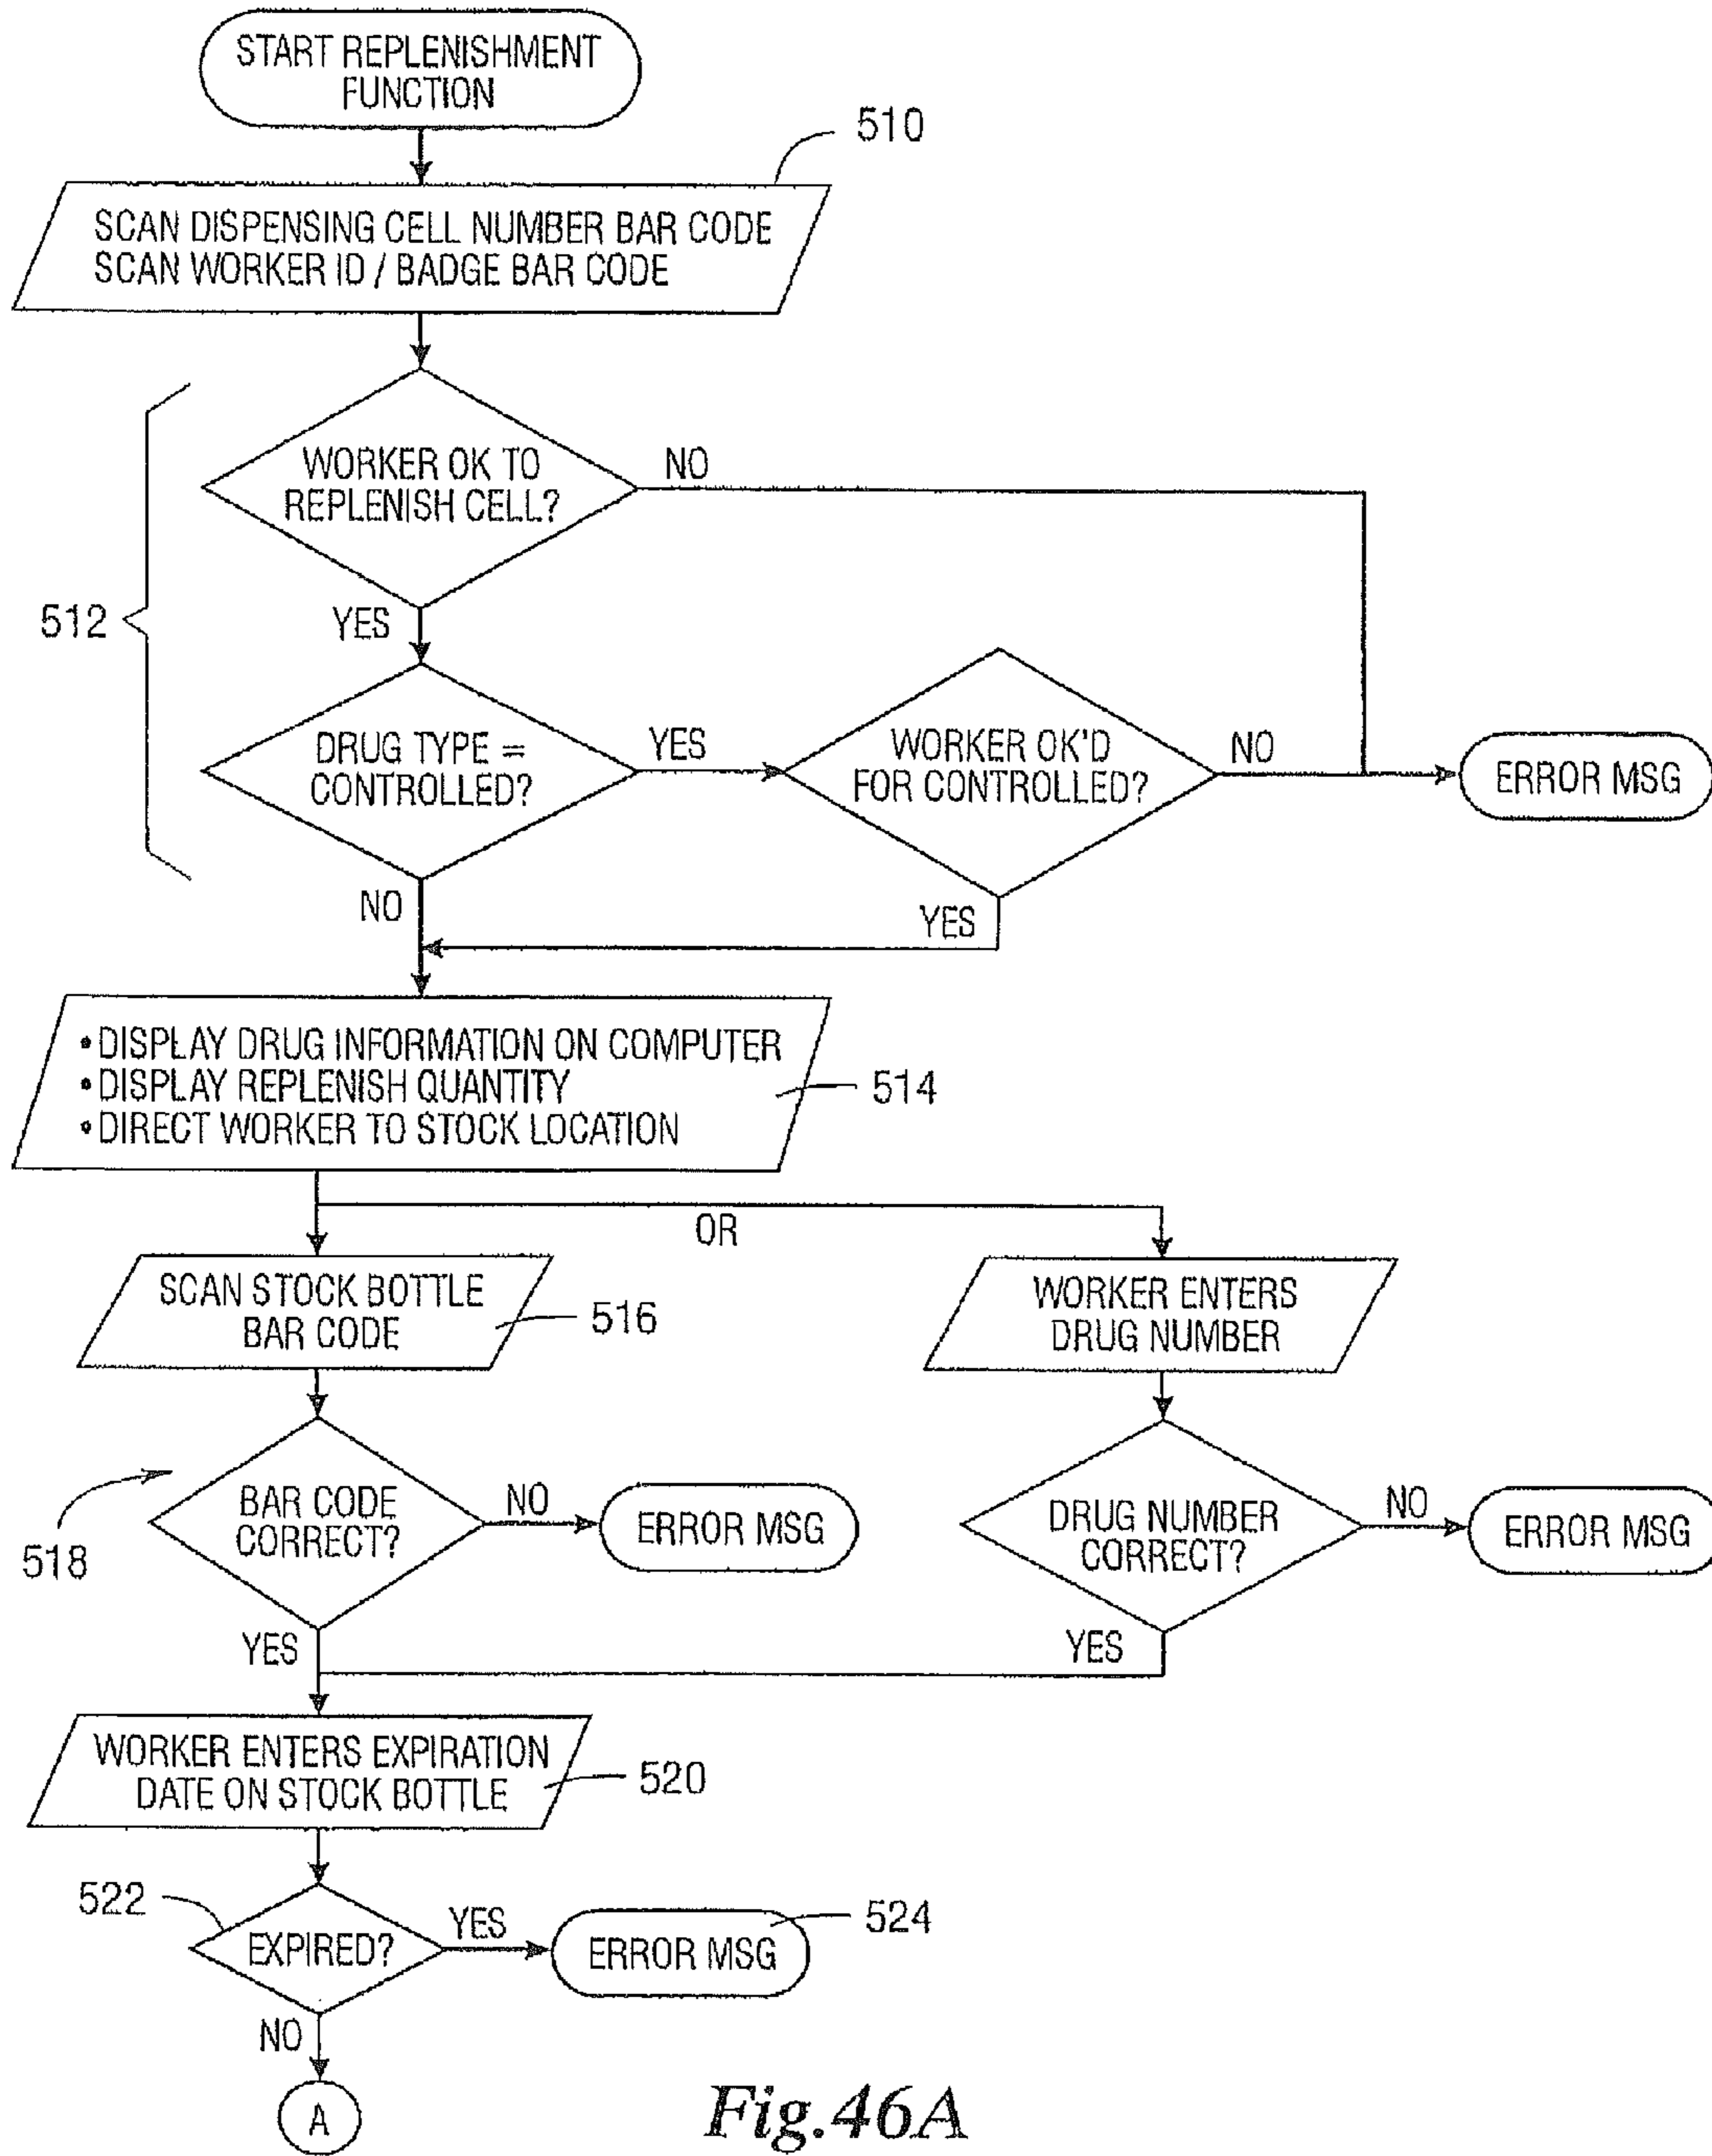 START REPLENISHMENT
FUNCTION
510
SCAN DISPENSING CELL NUMBER BAR CODE
SCAN WORKER ID / BADGE BAR CODE
WORKER OK TO
REPLENISH CELL?
NO
512
YES
DRUG TYPE =
CONTROLLED?
YES
WORKER OK'D
FOR CONTROLLED?
NO
ERROR MSG
NO
YES
• DISPLAY DRUG INFORMATION ON COMPUTER
• DISPLAY REPLENISH QUANTITY
• DIRECT WORKER TO STOCK LOCATION
514
OR
SCAN STOCK BOTTLE
BAR CODE
516
WORKER ENTERS
DRUG NUMBER
518
BAR CODE
CORRECT?
NO
ERROR MSG
DRUG NUMBER
CORRECT?
NO
ERROR MSG
YES
YES
WORKER ENTERS EXPIRATION
DATE ON STOCK BOTTLE
520
522
EXPIRED?
YES
ERROR MSG
524
NO
A
Fig.46A